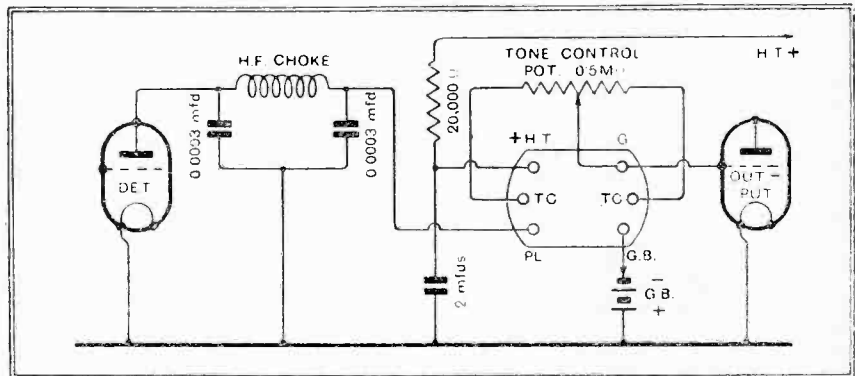 H.F. CHOKE
0.0003 mfd
0.0003 mfd
DET.
20,000 Ω
TONE CONTROL
POT. 0.5MΩ
HT+
+HT
G
TC
TC
PL
G.B.
2 mfds
OUT-
PUT
−
G.B.
+